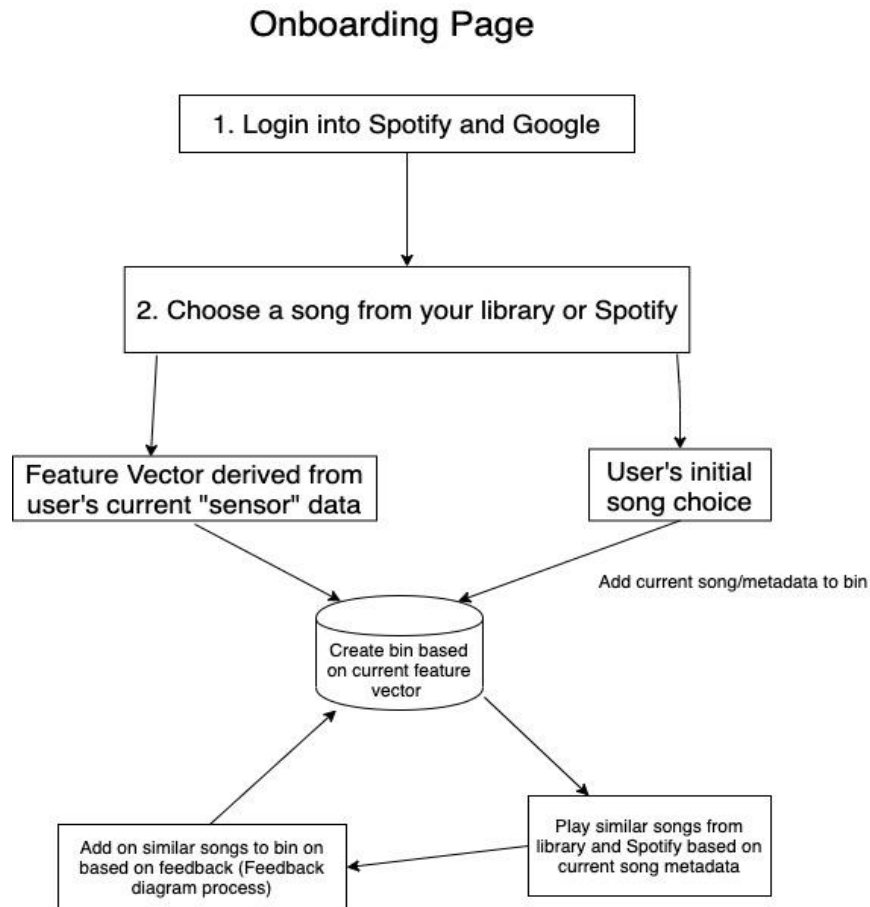 Onboarding Page
1. Login into Spotify and Google
2. Choose a song from your library or Spotify
Feature Vector derived from
user's current "sensor" data
User's initial
song choice
Add current song/metadata to bin
Create bin based
on current feature
vector
Play similar songs from
library and Spotify based on
current song metadata
Add on similar songs to bin on
based on feedback (Feedback
diagram process)